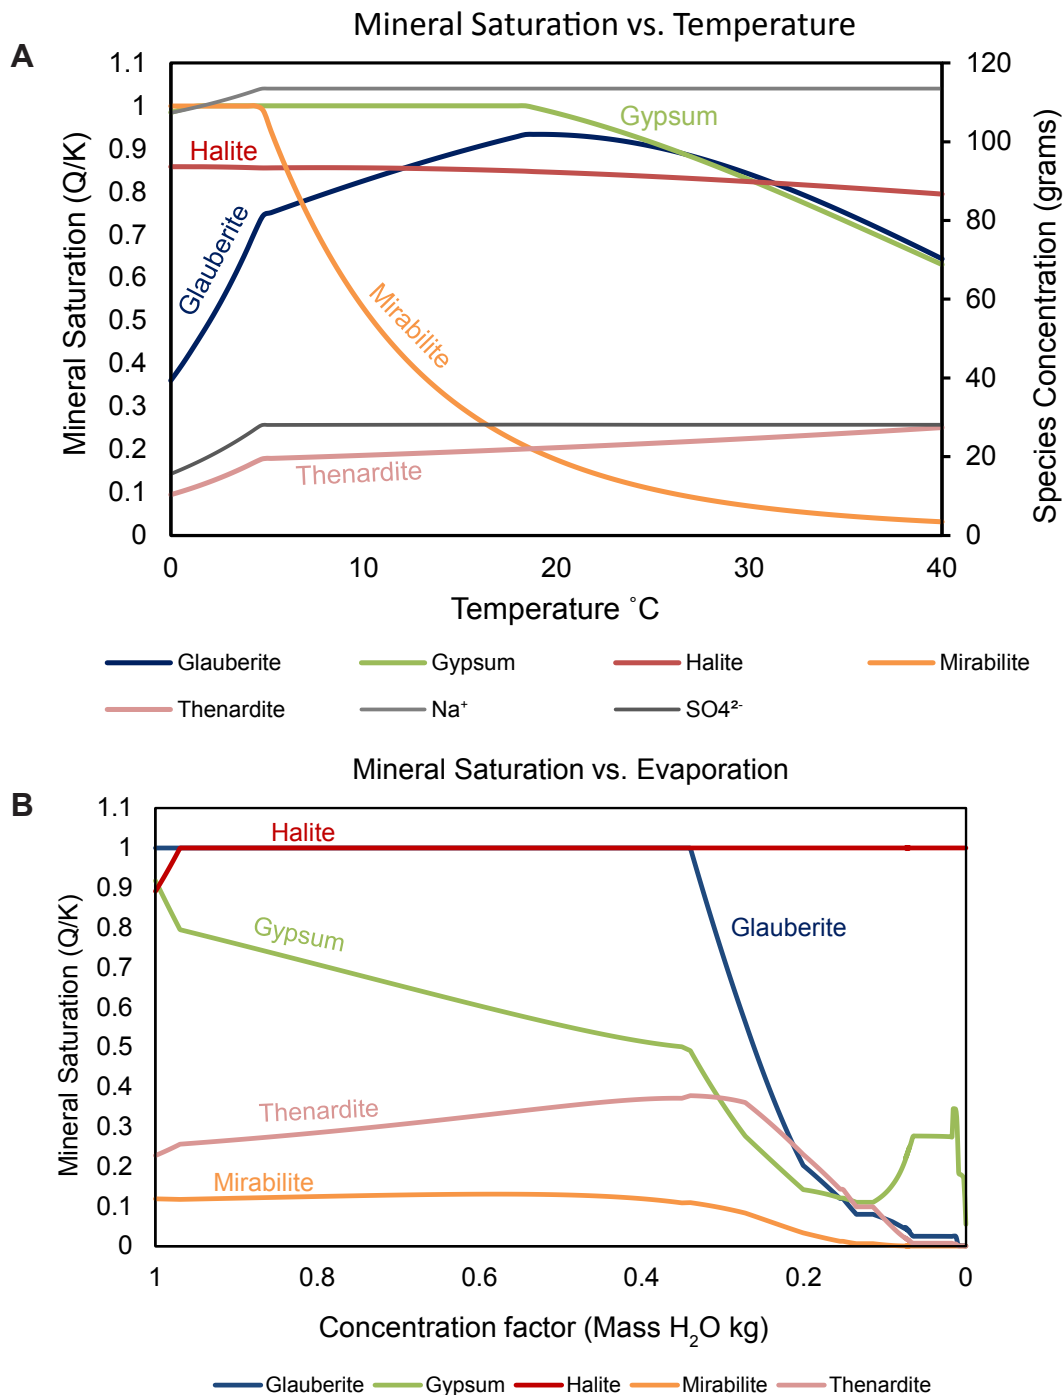 Mineral Saturation vs. Temperature
A
1.1
1
0.9
0.8
0.7
0.6
0.5
0.4
0.3
0.2
0.1
0
Mineral Saturation (Q/K)
120
100
80
60
40
20
0
Species Concentration (grams)
Gypsum
Halite
Glauberite
Mirabilite
Thenardite
0 10 20 30 40
Temperature ˚C
Glauberite Gypsum Halite Mirabilite
Thenardite Na⁺ SO4²⁻
Mineral Saturation vs. Evaporation
B
1.1
1
0.9
0.8
0.7
0.6
0.5
0.4
0.3
0.2
0.1
0
Mineral Saturation (Q/K)
Halite
Gypsum
Glauberite
Thenardite
Mirabilite
1 0.8 0.6 0.4 0.2 0
Concentration factor (Mass H₂O kg)
Glauberite Gypsum Halite Mirabilite Thenardite